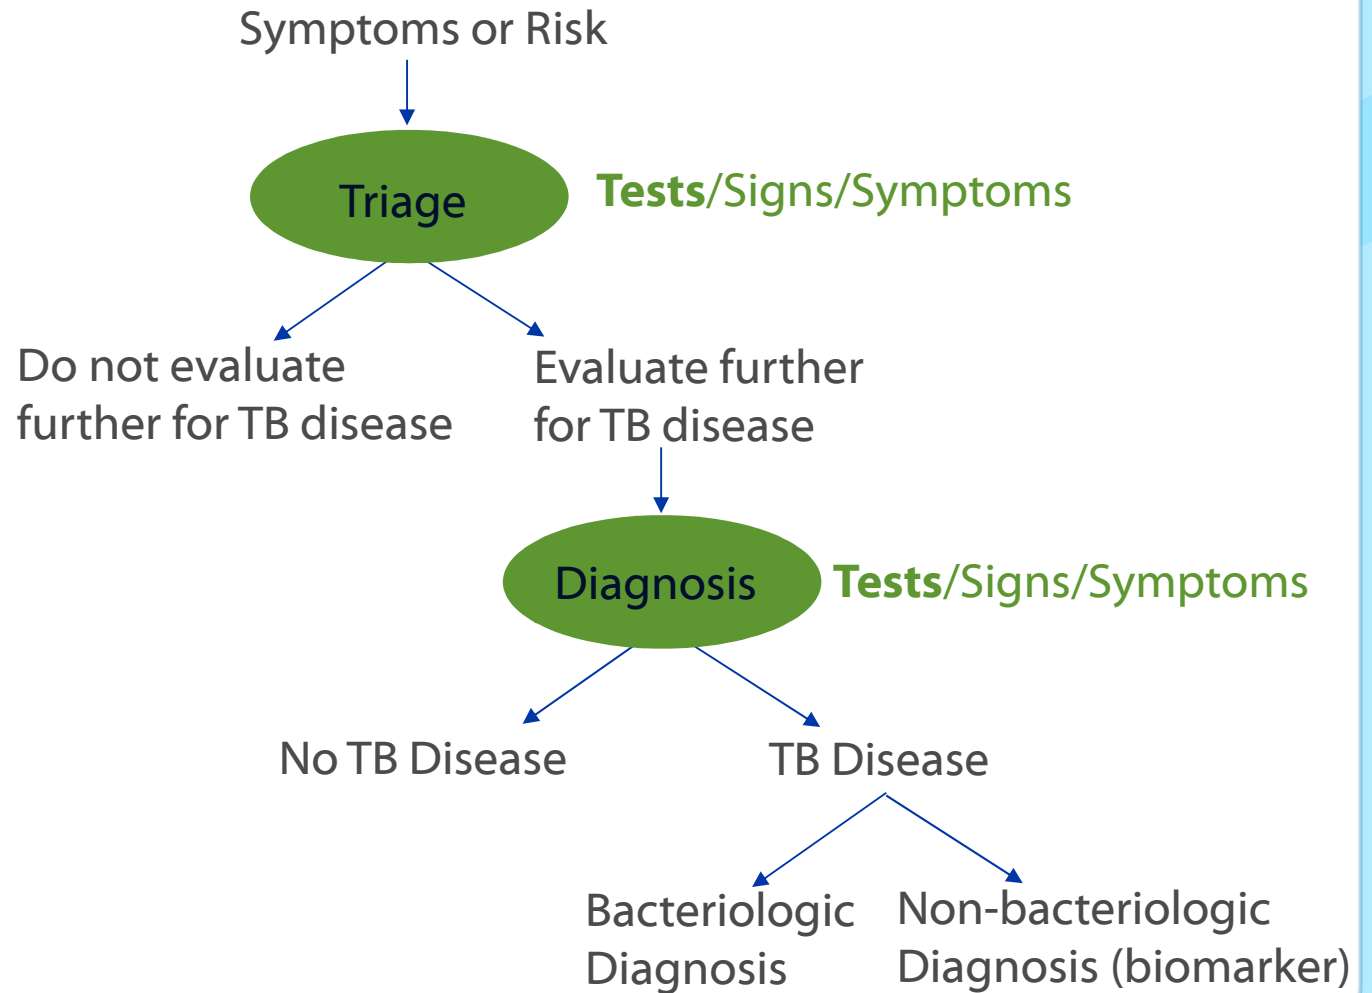 Symptoms or Risk
Triage
Tests/Signs/Symptoms
Do not evaluate
further for TB disease
Evaluate further
for TB disease
Diagnosis
Tests/Signs/Symptoms
No TB Disease
TB Disease
Bacteriologic
Diagnosis
Non-bacteriologic
Diagnosis (biomarker)